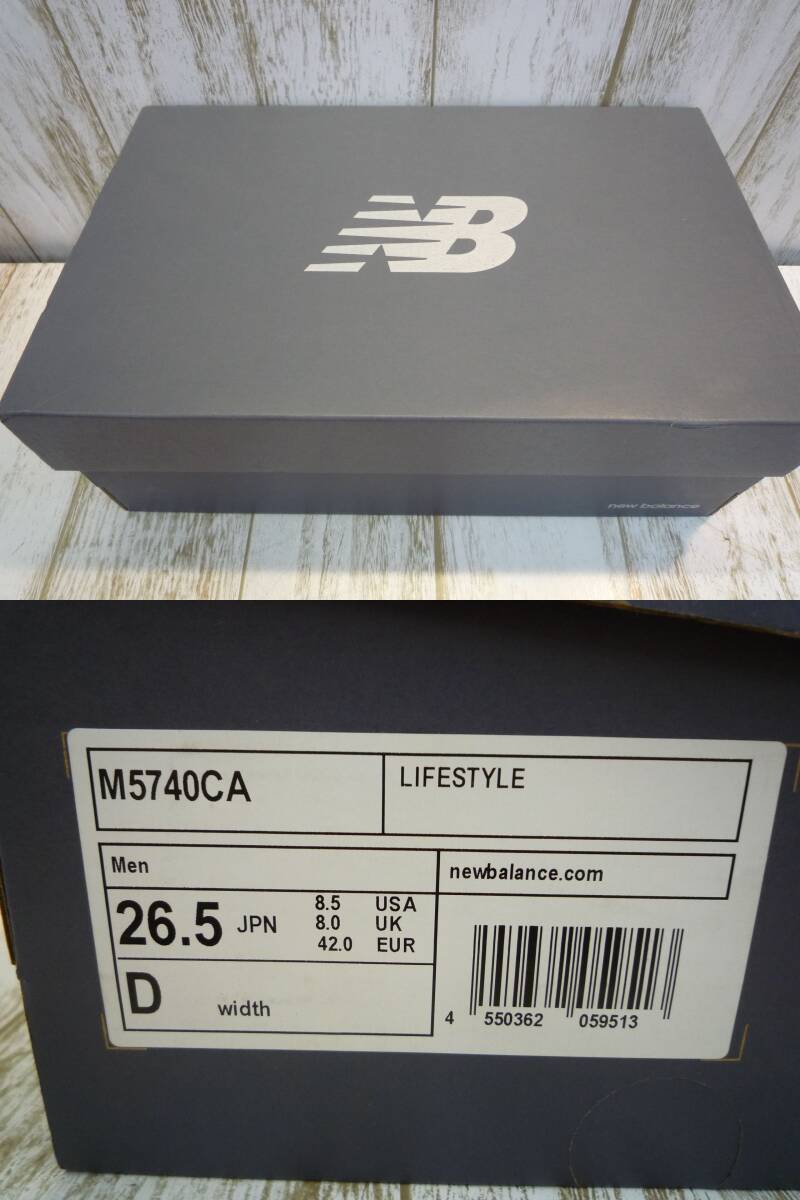 NB
new balance
M5740CA
LIFESTYLE
Men
newbalance.com
26.5 JPN
8.5 USA
8.0 UK
42.0 EUR
D width
4 550362 059513